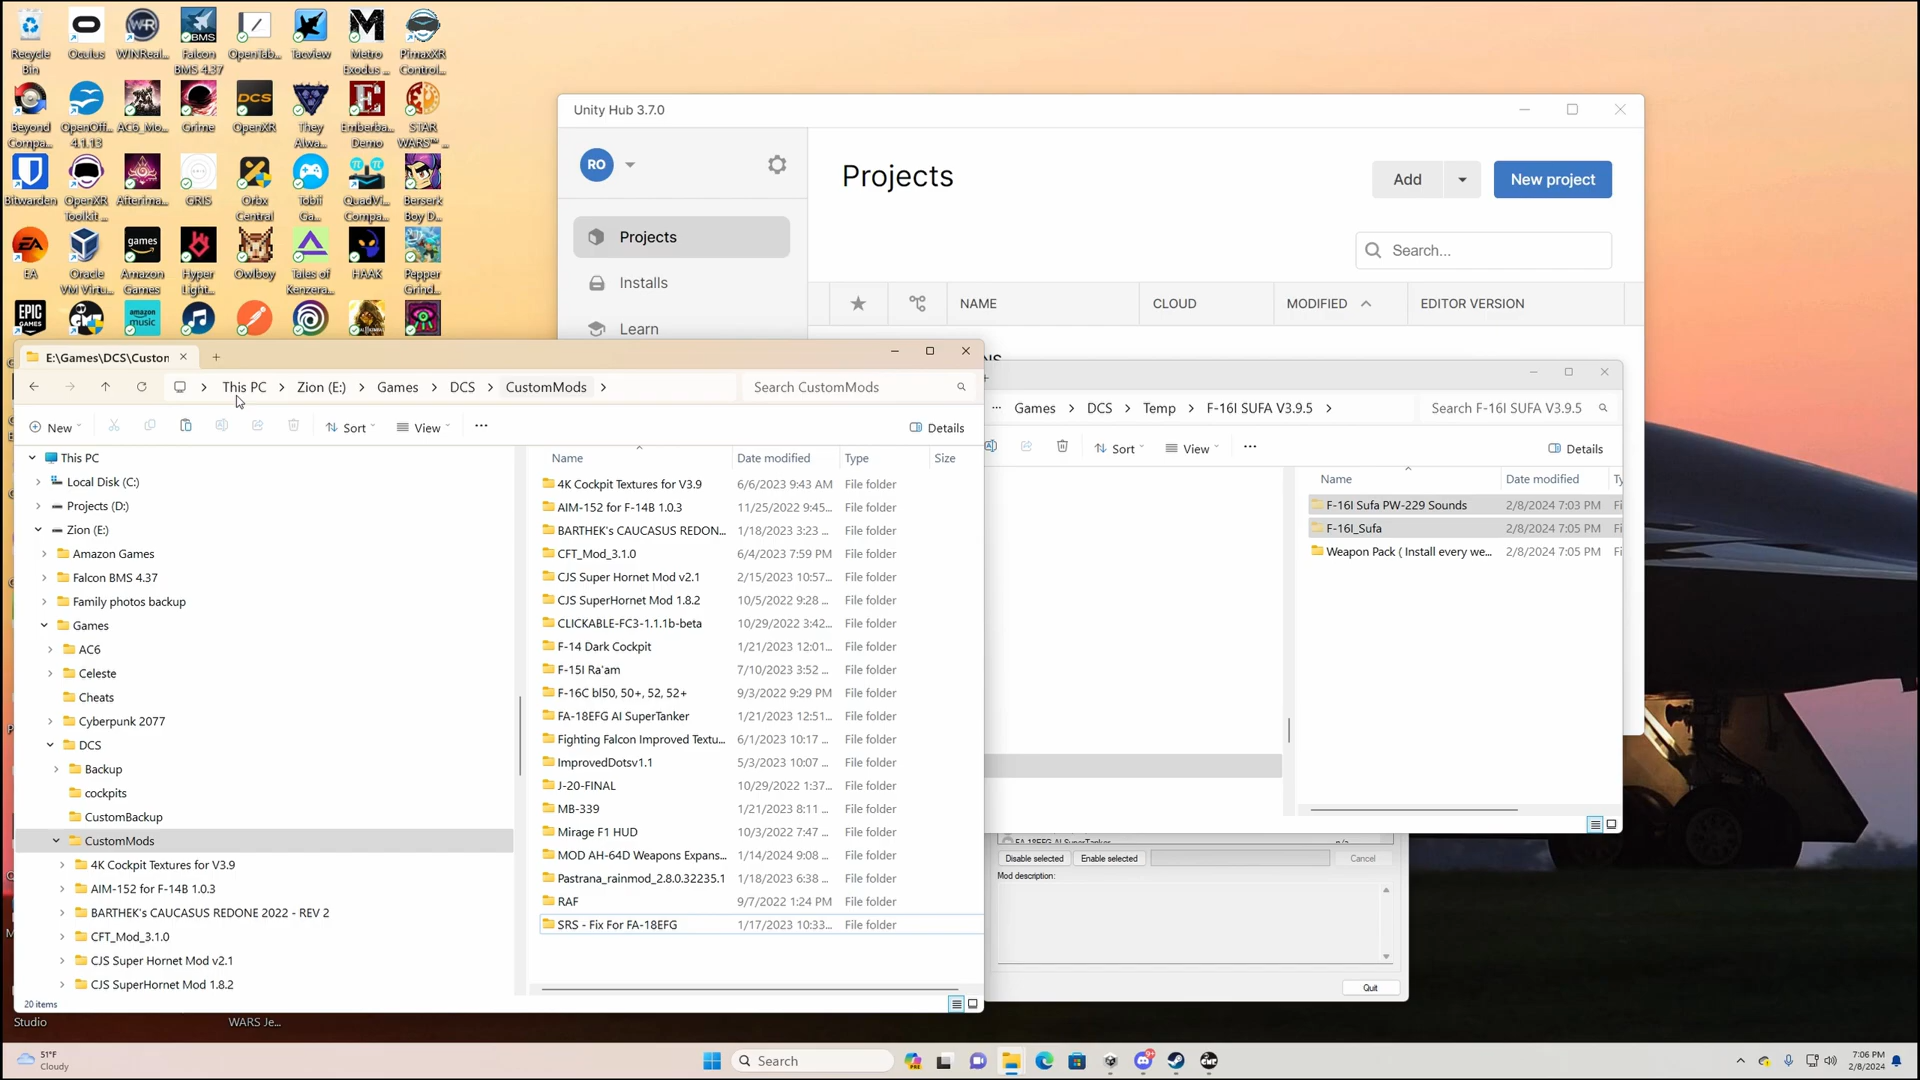 Recycle Bin
Oculus
WINReal...
Falcon BMS 4.37
OpenTab...
Tacview
Metro Exodus ...
PimaxXR Control...
Beyond Compa...
OpenOffi... 4.1.13
AC6_Mo...
Grime
OpenXR
They Alwa...
Emberba... Demo
STAR WARS™ ...
Bitwarden
OpenXR Toolkit ...
Afterima...
GRIS
Orbx Central
Tobii Ga...
QuadVi... Compa...
Berserk Boy D...
EA
Oracle VM Virtu...
Amazon Games
Hyper Light...
Owlboy
Tales of Kenzera...
HAAK
Pepper Grind...
Unity Hub 3.7.0
RO
Projects
Add
New project
Projects
Search...
Installs
Learn
NAME
CLOUD
MODIFIED
EDITOR VERSION
E:\Games\DCS\Custom
This PC
Zion (E:)
Games
DCS
CustomMods
Search CustomMods
New
Sort
View
Details
This PC
Local Disk (C:)
Projects (D:)
Zion (E:)
Amazon Games
Falcon BMS 4.37
Family photos backup
Games
AC6
Celeste
Cheats
Cyberpunk 2077
DCS
Backup
cockpits
CustomBackup
CustomMods
4K Cockpit Textures for V3.9
AIM-152 for F-14B 1.0.3
BARTHEK's CAUCASUS REDONE 2022 - REV 2
CFT_Mod_3.1.0
CJS Super Hornet Mod v2.1
CJS SuperHornet Mod 1.8.2
20 items
Name Date modified Type Size
4K Cockpit Textures for V3.9 6/6/2023 9:43 AM File folder
AIM-152 for F-14B 1.0.3 11/25/2022 9:45... File folder
BARTHEK's CAUCASUS REDON... 1/18/2023 3:23 ... File folder
CFT_Mod_3.1.0 6/4/2023 7:59 PM File folder
CJS Super Hornet Mod v2.1 2/15/2023 10:57... File folder
CJS SuperHornet Mod 1.8.2 10/5/2022 9:28 ... File folder
CLICKABLE-FC3-1.1.1b-beta 10/29/2022 3:42... File folder
F-14 Dark Cockpit 1/21/2023 12:01... File folder
F-15I Ra'am 7/10/2023 3:52 ... File folder
F-16C bl50, 50+, 52, 52+ 9/3/2022 9:29 PM File folder
FA-18EFG AI SuperTanker 1/21/2023 12:51... File folder
Fighting Falcon Improved Textu... 6/1/2023 10:17 ... File folder
ImprovedDotsv1.1 5/3/2023 10:07 ... File folder
J-20-FINAL 10/29/2022 1:37... File folder
MB-339 1/21/2023 8:11 ... File folder
Mirage F1 HUD 10/3/2022 7:47 ... File folder
MOD AH-64D Weapons Expans... 1/14/2024 9:08 ... File folder
Pastrana_rainmod_2.8.0.32235.1 1/18/2023 6:38 ... File folder
RAF 9/7/2022 1:24 PM File folder
SRS - Fix For FA-18EFG 1/17/2023 10:33... File folder
... Games DCS Temp F-16I SUFA V3.9.5
Search F-16I SUFA V3.9.5
Sort
View
Details
Name Date modified Ty
F-16I Sufa PW-229 Sounds 2/8/2024 7:03 PM Fi
F-16I_Sufa 2/8/2024 7:05 PM Fi
Weapon Pack ( Install every we... 2/8/2024 7:05 PM Fi
FA-18EFG AI SuperTanker n/a
Disable selected
Enable selected
Cancel
Mod description:
Quit
Studio
WARS Je...
51°F
Cloudy
Search
7:06 PM
2/8/2024